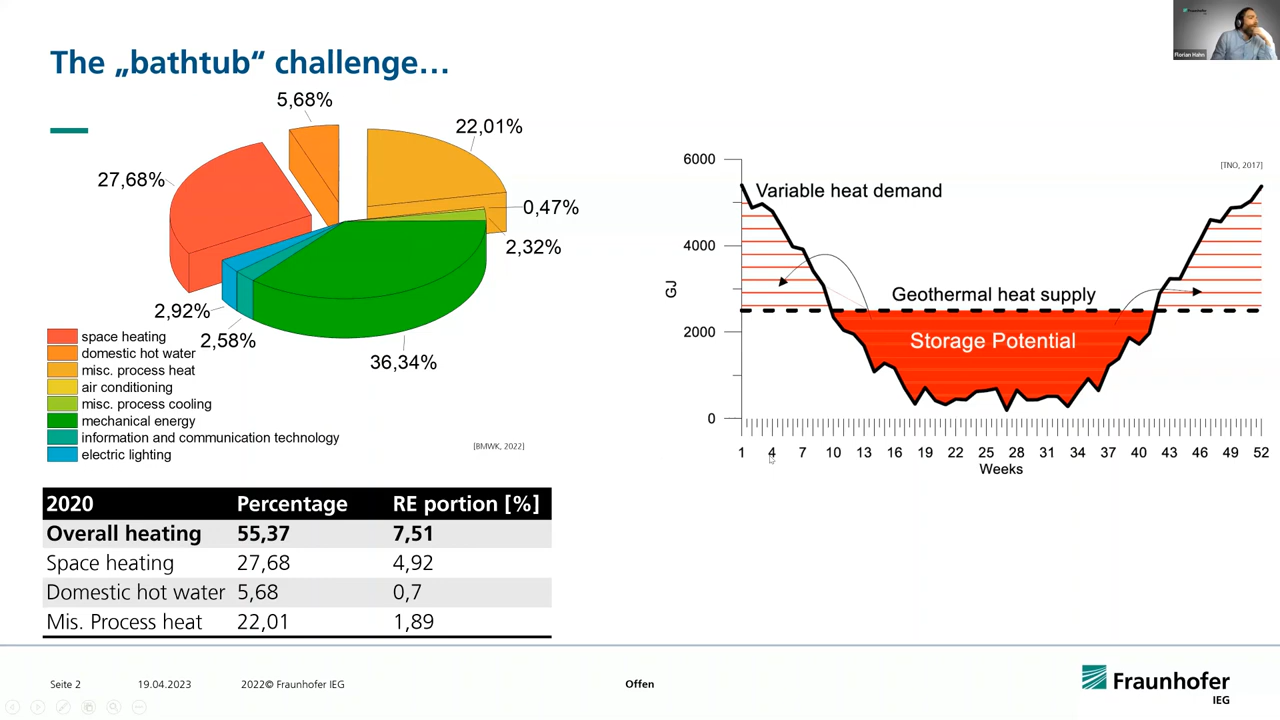 The „bathtub“ challenge...
5,68%
22,01%
27,68%
0,47%
2,32%
2,92%
2,58%
36,34%
space heating
domestic hot water
misc. process heat
air conditioning
misc. process cooling
mechanical energy
information and communication technology
electric lighting
[BMWK, 2022]
2020 Percentage RE portion [%]
Overall heating 55,37 7,51
Space heating 27,68 4,92
Domestic hot water 5,68 0,7
Mis. Process heat 22,01 1,89
Fraunhofer
Florian Hahn
[TNO, 2017]
6000
Variable heat demand
4000
GJ
Geothermal heat supply
2000
Storage Potential
0
1 4 7 10 13 16 19 22 25 27 31 34 37 40 43 46 49 52
Weeks
Seite 2 19.04.2023 2022© Fraunhofer IEG Offen
Fraunhofer
IEG